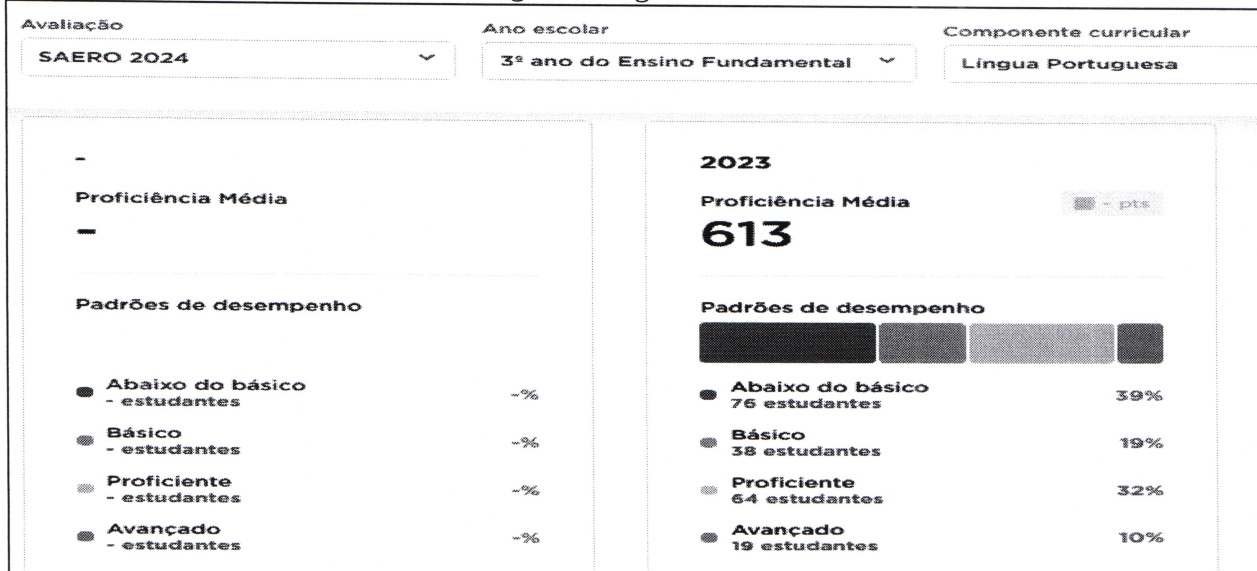 Avaliação
SAERO 2024
Ano escolar
3º ano do Ensino Fundamental
Componente curricular
Língua Portuguesa
-
Proficiência Média
-
Padrões de desempenho
Abaixo do básico
- estudantes -%
Básico
- estudantes -%
Proficiente
- estudantes -%
Avançado
- estudantes -%
2023
Proficiência Média
- pts
613
Padrões de desempenho
Abaixo do básico
76 estudantes 39%
Básico
38 estudantes 19%
Proficiente
64 estudantes 32%
Avançado
19 estudantes 10%